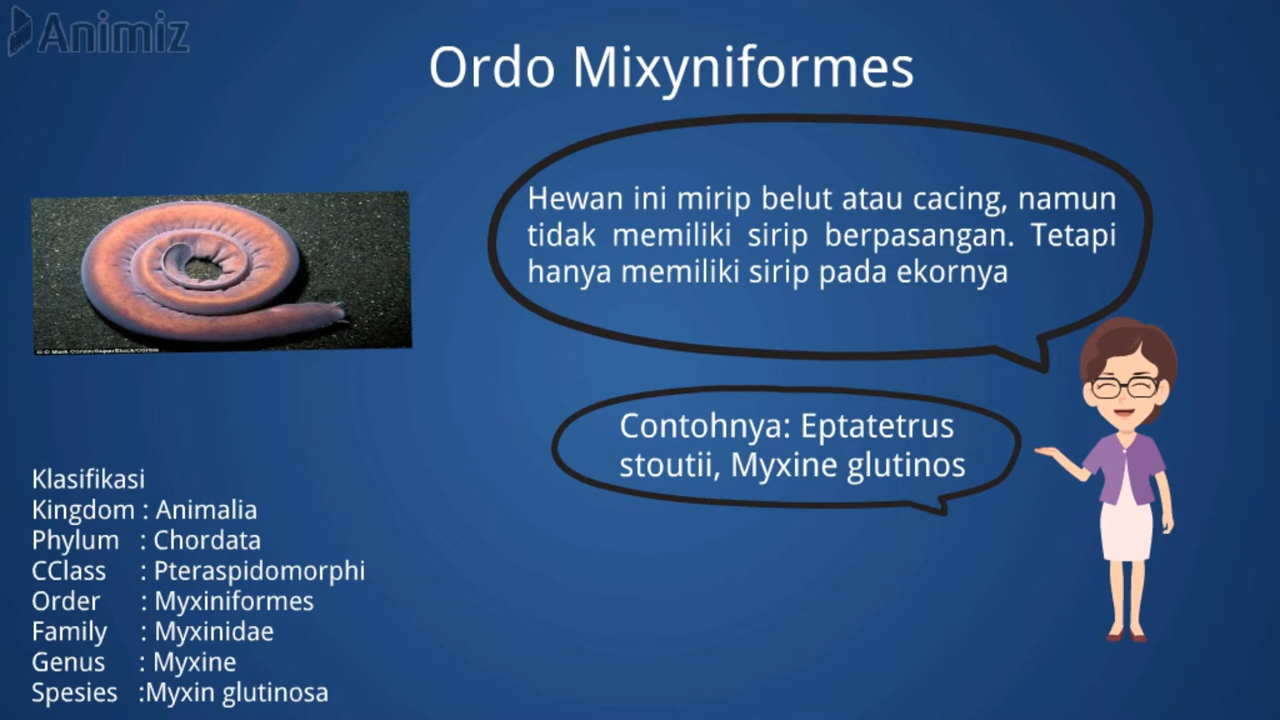 Animiz
Ordo Mixyniformes
Hewan ini mirip belut atau cacing, namun
tidak memiliki sirip berpasangan. Tetapi
hanya memiliki sirip pada ekornya
Contohnya: Eptatetrus
stoutii, Myxine glutinos
Klasifikasi
Kingdom : Animalia
Phylum : Chordata
CClass : Pteraspidomorphi
Order : Myxiniformes
Family : Myxinidae
Genus : Myxine
Spesies :Myxin glutinosa